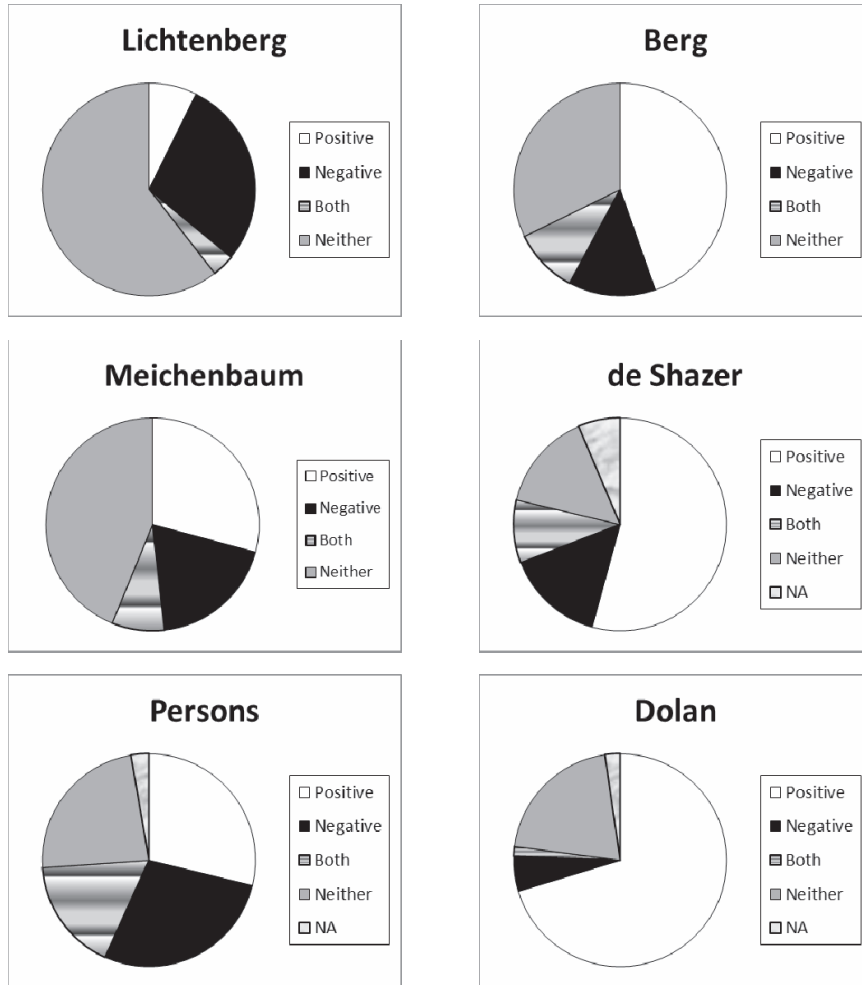 Lichtenberg
Positive
Negative
Both
Neither
Berg
Positive
Negative
Both
Neither
Meichenbaum
Positive
Negative
Both
Neither
de Shazer
Positive
Negative
Both
Neither
NA
Persons
Positive
Negative
Both
Neither
NA
Dolan
Positive
Negative
Both
Neither
NA